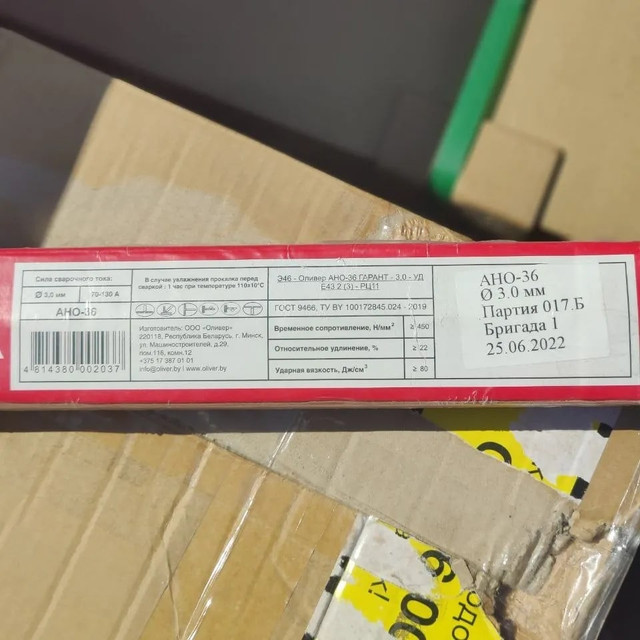 Сила сварочного тока:
Ø 3,0 мм
70-130 А
АНО-36
4 814380 002037
В случае увлажнения прокалка перед
сваркой: 1 час при температуре 110±10°С
Изготовитель: ООО «Оливер»
220118, Республика Беларусь, г. Минск,
ул. Машиностроителей, д.29,
пом.116, комн.12
+375 17 387 01 01
info@oliver.by | www.oliver.by
Э46 - Оливер АНО-36 ГАРАНТ - 3,0 - УД
Е43 2 (3) - РЦ11
ГОСТ 9466, TY BY 100172845.024 - 2019
Временное сопротивление, Н/мм²
≥ 450
Относительное удлинение, %
≥ 22
Ударная вязкость, Дж/см³
≥ 80
АНО-36
Ø 3.0 мм
Партия 017.Б
Бригада 1
25.06.2022